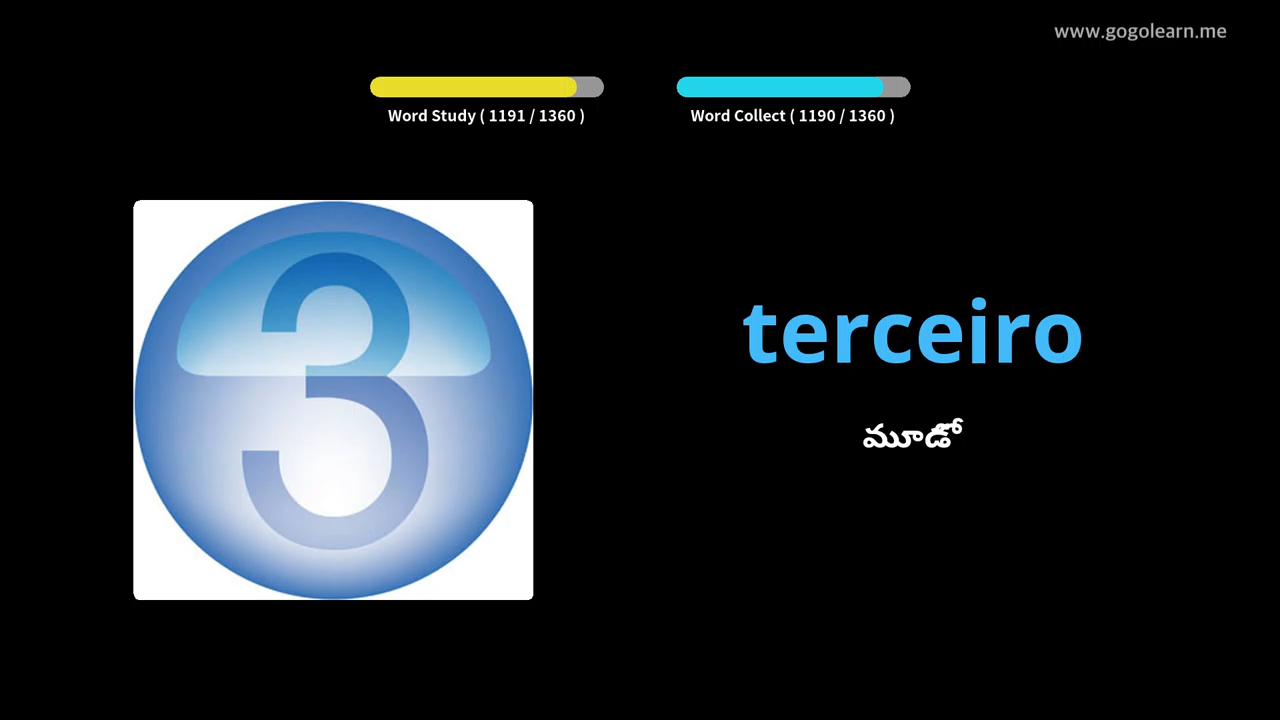 www.gogolearn.me
Word Study ( 1191 / 1360 )
Word Collect ( 1190 / 1360 )
3
terceiro
మూడో